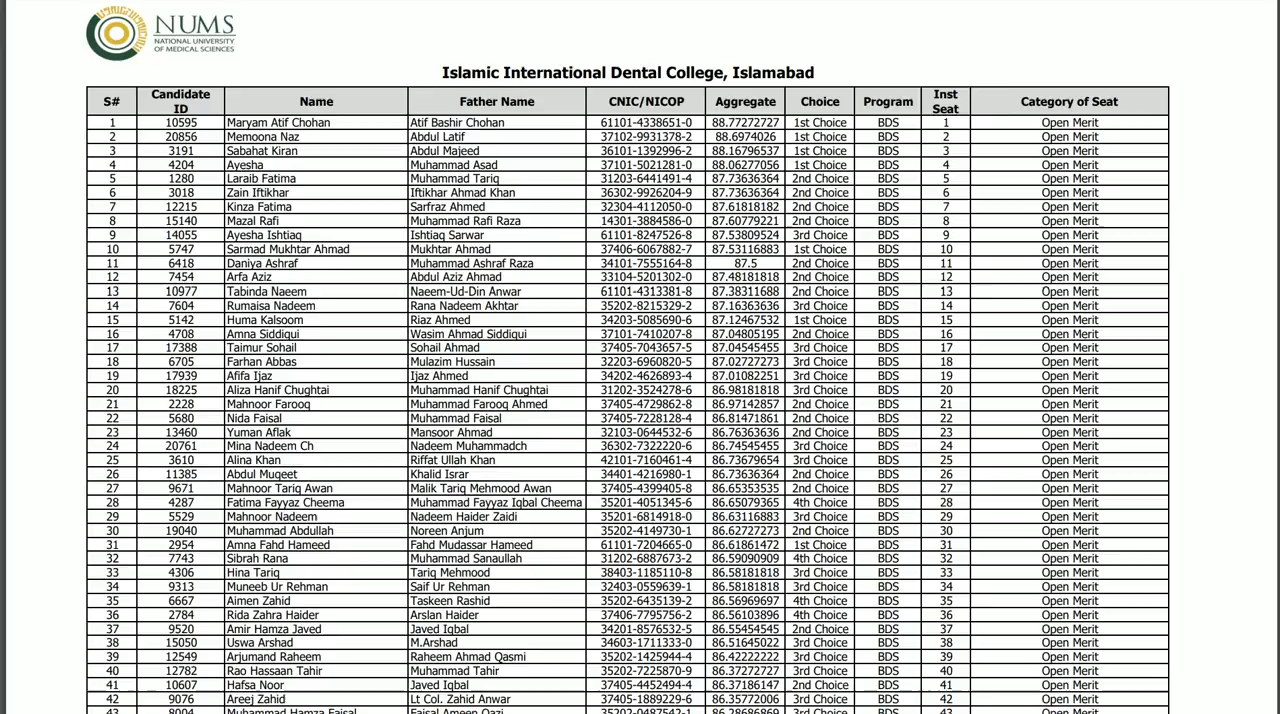 NUMS
NATIONAL UNIVERSITY
OF MEDICAL SCIENCES
Islamic International Dental College, Islamabad
S# Candidate ID Name Father Name CNIC/NICOP Aggregate Choice Program Inst Seat Category of Seat
1 10595 Maryam Atif Chohan Atif Bashir Chohan 61101-4338651-0 88.77272727 1st Choice BDS 1 Open Merit
2 20856 Memoona Naz Abdul Latif 37102-9931378-2 88.6974026 1st Choice BDS 2 Open Merit
3 3191 Sabahat Kiran Abdul Majeed 36101-1392996-2 88.16796537 1st Choice BDS 3 Open Merit
4 4204 Ayesha Muhammad Asad 37101-5021281-0 88.06277056 1st Choice BDS 4 Open Merit
5 1280 Laraib Fatima Muhammad Tariq 31203-6441491-4 87.73636364 2nd Choice BDS 5 Open Merit
6 3018 Zain Iftikhar Iftikhar Ahmad Khan 36302-9926204-9 87.73636364 2nd Choice BDS 6 Open Merit
7 12215 Kinza Fatima Sarfraz Ahmed 32304-4112050-0 87.61818182 2nd Choice BDS 7 Open Merit
8 15140 Mazal Rafi Muhammad Rafi Raza 14301-3884586-0 87.60779221 2nd Choice BDS 8 Open Merit
9 14055 Ayesha Ishtiaq Ishtiaq Sarwar 61101-8247526-8 87.53809524 3rd Choice BDS 9 Open Merit
10 5747 Sarmad Mukhtar Ahmad Mukhtar Ahmad 37406-6067882-7 87.53116883 1st Choice BDS 10 Open Merit
11 6418 Daniya Ashraf Muhammad Ashraf Raza 34101-7555164-8 87.5 2nd Choice BDS 11 Open Merit
12 7454 Arfa Aziz Abdul Aziz Ahmad 33104-5201302-0 87.48181818 2nd Choice BDS 12 Open Merit
13 10977 Tabinda Naeem Naeem-Ud-Din Anwar 61101-4313381-8 87.38311688 2nd Choice BDS 13 Open Merit
14 7604 Rumaisa Nadeem Rana Nadeem Akhtar 35202-8215329-2 87.16363636 3rd Choice BDS 14 Open Merit
15 5142 Huma Kalsoom Riaz Ahmed 34203-5085690-6 87.12467532 1st Choice BDS 15 Open Merit
16 4708 Amna Siddiqui Wasim Ahmad Siddiqui 37101-7410207-8 87.04805195 2nd Choice BDS 16 Open Merit
17 17388 Taimur Sohail Sohail Ahmad 37405-7043657-5 87.04545455 3rd Choice BDS 17 Open Merit
18 6705 Farhan Abbas Mulazim Hussain 32203-6960820-5 87.02727273 3rd Choice BDS 18 Open Merit
19 17939 Afifa Ijaz Ijaz Ahmed 34202-4626893-4 87.01082251 3rd Choice BDS 19 Open Merit
20 18225 Aliza Hanif Chughtai Muhammad Hanif Chughtai 31202-3524278-6 86.98181818 3rd Choice BDS 20 Open Merit
21 2228 Mahnoor Farooq Muhammad Farooq Ahmed 37405-4729862-8 86.97142857 2nd Choice BDS 21 Open Merit
22 5680 Nida Faisal Muhammad Faisal 37405-7228128-4 86.81471861 2nd Choice BDS 22 Open Merit
23 13460 Yuman Aflak Mansoor Ahmad 32103-0644532-6 86.76363636 2nd Choice BDS 23 Open Merit
24 20761 Mina Nadeem Ch Nadeem Muhammadch 36302-7322220-6 86.74545455 3rd Choice BDS 24 Open Merit
25 3610 Alina Khan Riffat Ullah Khan 42101-7160461-4 86.73679654 3rd Choice BDS 25 Open Merit
26 11385 Abdul Muqeet Khalid Israr 34401-4216980-1 86.73636364 2nd Choice BDS 26 Open Merit
27 9671 Mahnoor Tariq Awan Malik Tariq Mehmood Awan 37405-4399405-8 86.65353535 2nd Choice BDS 27 Open Merit
28 4287 Fatima Fayyaz Cheema Muhammad Fayyaz Iqbal Cheema 35201-4051345-6 86.65079365 4th Choice BDS 28 Open Merit
29 5529 Mahnoor Nadeem Nadeem Haider Zaidi 35201-6814918-0 86.63116883 3rd Choice BDS 29 Open Merit
30 19040 Muhammad Abdullah Noreen Anjum 35202-4149730-1 86.62727273 2nd Choice BDS 30 Open Merit
31 2954 Amna Fahd Hameed Fahd Mudassar Hameed 61101-7204665-0 86.61861472 1st Choice BDS 31 Open Merit
32 7743 Sibrah Rana Muhammad Sanaullah 31202-6887673-2 86.59090909 4th Choice BDS 32 Open Merit
33 4306 Hina Tariq Tariq Mehmood 38403-1185110-8 86.58181818 3rd Choice BDS 33 Open Merit
34 9313 Muneeb Ur Rehman Saif Ur Rehman 32403-0559639-1 86.58181818 3rd Choice BDS 34 Open Merit
35 6667 Aimen Zahid Taskeen Rashid 35202-6435139-2 86.56969697 4th Choice BDS 35 Open Merit
36 2784 Rida Zahra Haider Arslan Haider 37406-7795756-2 86.56103896 4th Choice BDS 36 Open Merit
37 9520 Amir Hamza Javed Javed Iqbal 34201-8576532-5 86.55454545 2nd Choice BDS 37 Open Merit
38 15050 Uswa Arshad M.Arshad 34603-1711333-0 86.51645022 3rd Choice BDS 38 Open Merit
39 12549 Arjumand Raheem Raheem Ahmad Qasmi 35202-1425944-4 86.42222222 3rd Choice BDS 39 Open Merit
40 12782 Rao Hassaan Tahir Muhammad Tahir 35202-7225870-9 86.37272727 3rd Choice BDS 40 Open Merit
41 10607 Hafsa Noor Javed Iqbal 37405-4452494-4 86.37186147 2nd Choice BDS 41 Open Merit
42 9076 Areej Zahid Lt Col. Zahid Anwar 37405-1889229-6 86.35772006 3rd Choice BDS 42 Open Merit
43 8004 Muhammad Hamza Faisal Faisal Ameen Qazi 35202-0487542-1 86.28686869 3rd Choice BDS 43 Open Merit